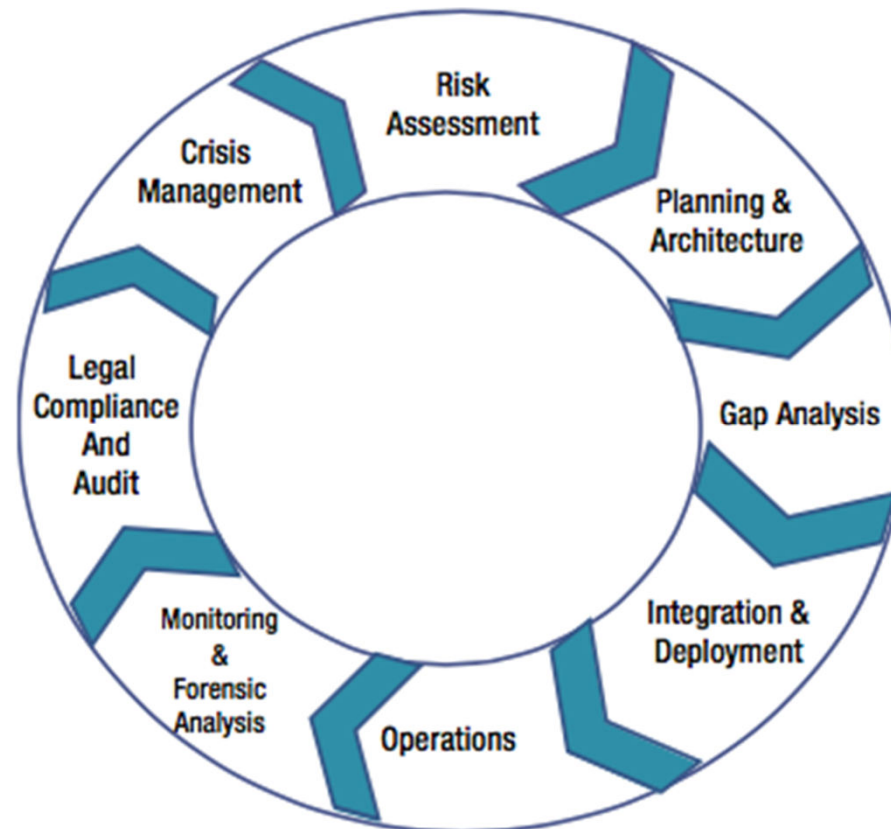 Risk
Assessment
Planning &
Architecture
Gap Analysis
Integration &
Deployment
Operations
Monitoring
&
Forensic
Analysis
Legal
Compliance
And
Audit
Crisis
Management